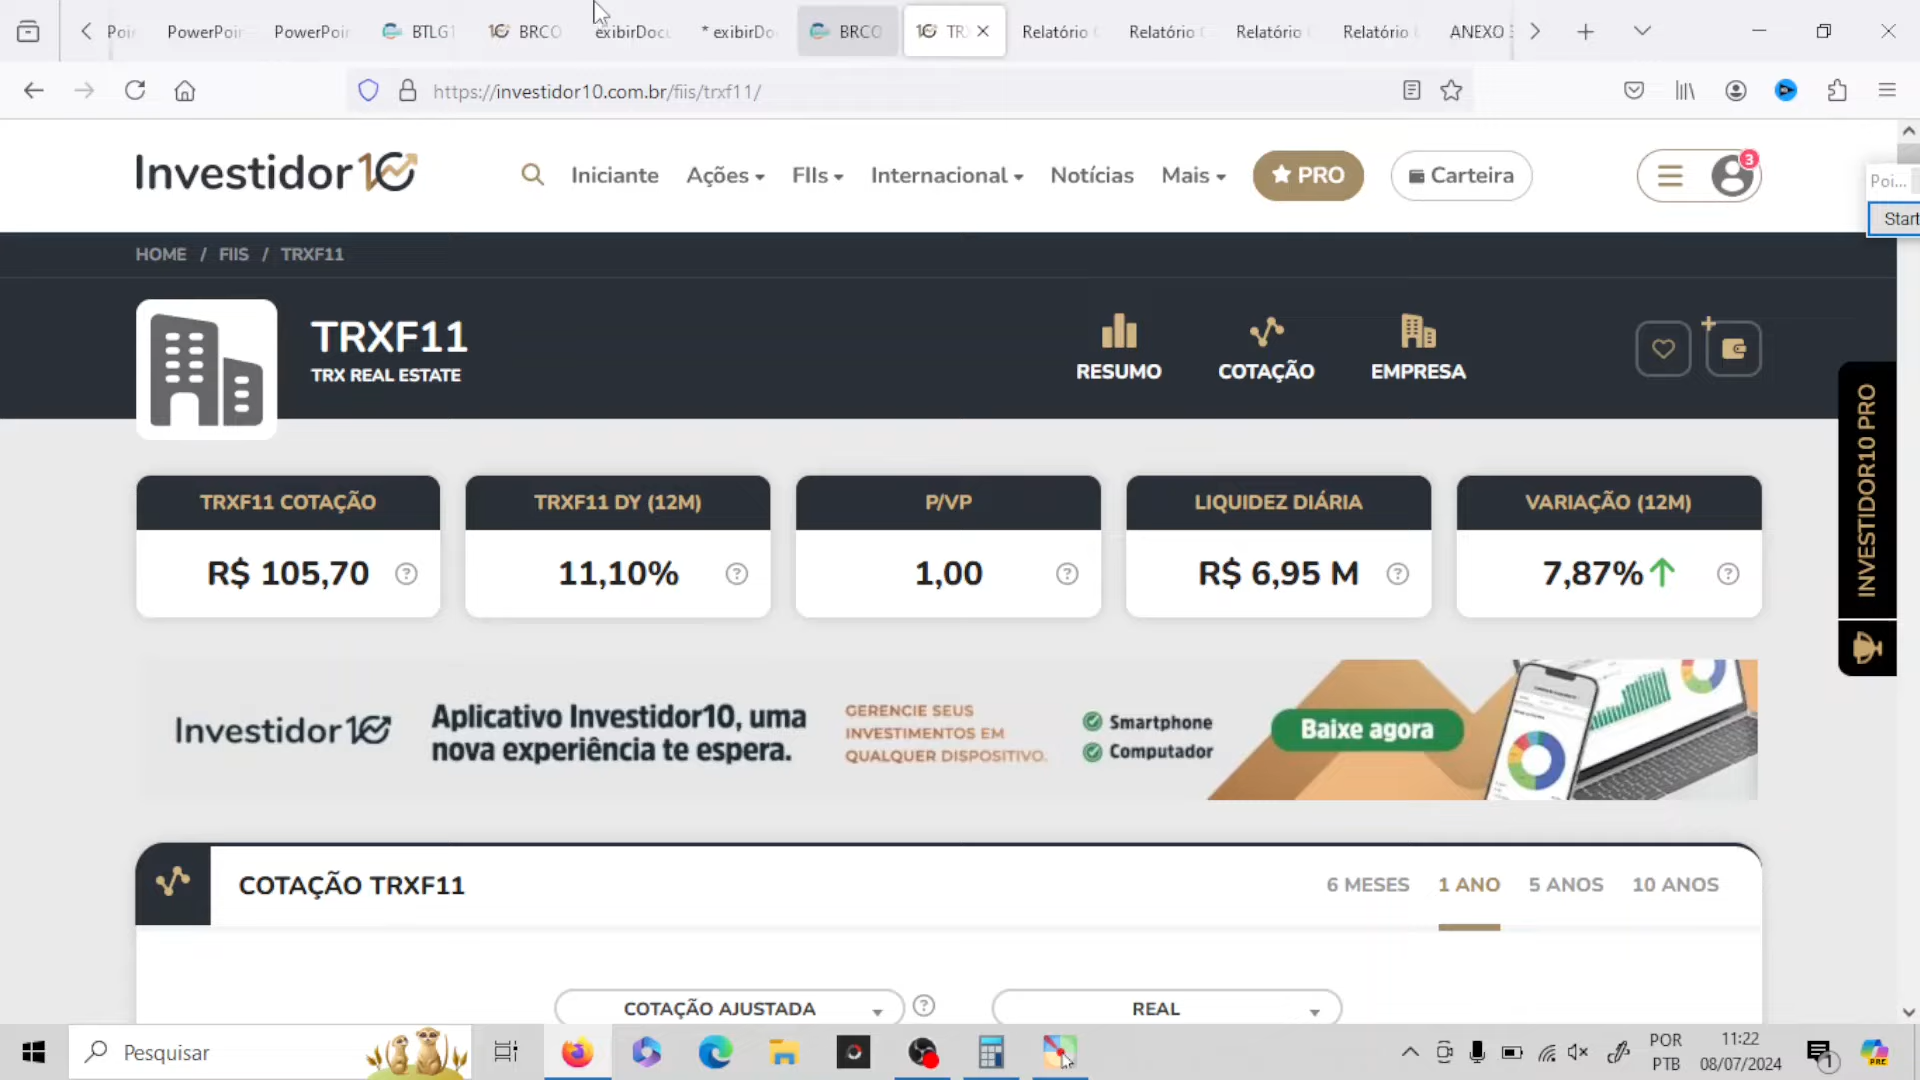 PowerPoi
PowerPoi
BTLG1
BRCO
exibirDocu
* exibirDo
BRCO
TR
Relatório
Relatório
Relatório
Relatório
ANEXO
https://investidor10.com.br/fiis/trxf11/
Investidor10
Iniciante
Ações
FIIs
Internacional
Notícias
Mais
PRO
Carteira
3
Poi...
Start
HOME / FIIS / TRXF11
TRXF11
TRX REAL ESTATE
RESUMO
COTAÇÃO
EMPRESA
INVESTIDOR10 PRO
TRXF11 COTAÇÃO
R$ 105,70
TRXF11 DY (12M)
11,10%
P/VP
1,00
LIQUIDEZ DIÁRIA
R$ 6,95 M
VARIAÇÃO (12M)
7,87%
Investidor10
Aplicativo Investidor10, uma
nova experiência te espera.
GERENCIE SEUS
INVESTIMENTOS EM
QUALQUER DISPOSITIVO.
Smartphone
Computador
Baixe agora
COTAÇÃO TRXF11
6 MESES
1 ANO
5 ANOS
10 ANOS
COTAÇÃO AJUSTADA
REAL
Pesquisar
POR
PTB
11:22
08/07/2024
1
PRE